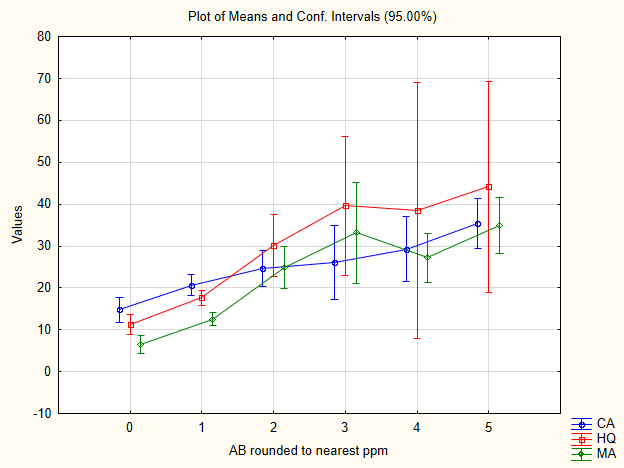 Plot of Means and Conf. Intervals (95.00%)
80
70
60
50
40
30
20
10
0
-10
Values
0 1 2 3 4 5
AB rounded to nearest ppm
CA
HQ
MA